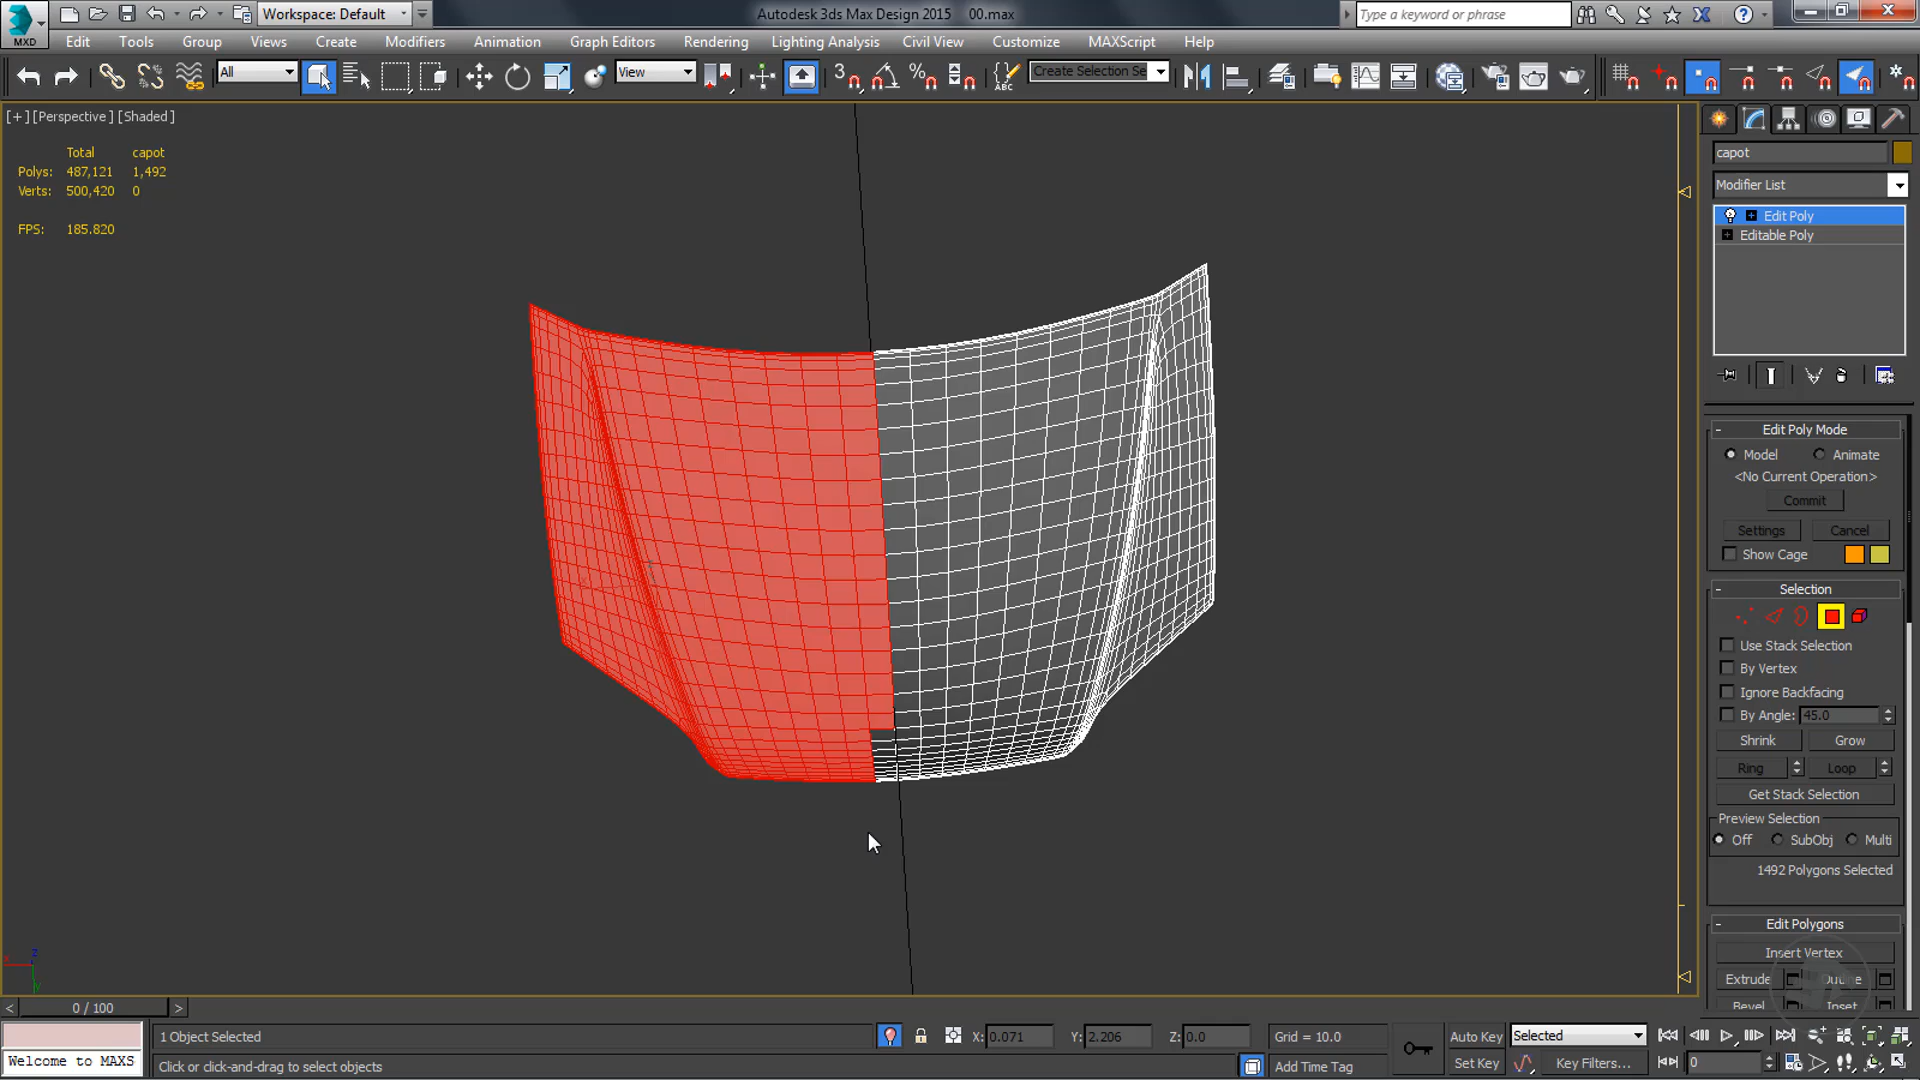 MXD
Workspace: Default
Autodesk 3ds Max Design 2015    00.max
Type a keyword or phrase
Edit Tools Group Views Create Modifiers Animation Graph Editors Rendering Lighting Analysis Civil View Customize MAXScript Help
All
View
3
%
ABC
Create Selection Se
[+][Perspective][Shaded]
Total capot
Polys: 487,121 1,492
Verts: 500,420 0
FPS: 185.820
capot
Modifier List
Edit Poly
Editable Poly
Edit Poly Mode
Model Animate
<No Current Operation>
Commit
Settings Cancel
Show Cage
Selection
Use Stack Selection
By Vertex
Ignore Backfacing
By Angle: 45.0
Shrink Grow
Ring Loop
Get Stack Selection
Preview Selection
Off SubObj Multi
1492 Polygons Selected
Edit Polygons
Insert Vertex
Extrude Outline
Bevel Inset
z
x
y
< 0 / 100 >
Welcome to MAXS
1 Object Selected
Click or click-and-drag to select objects
X: 0.071 Y: 2.206 Z: 0.0
Grid = 10.0
Add Time Tag
Auto Key Selected
Set Key Key Filters...
0